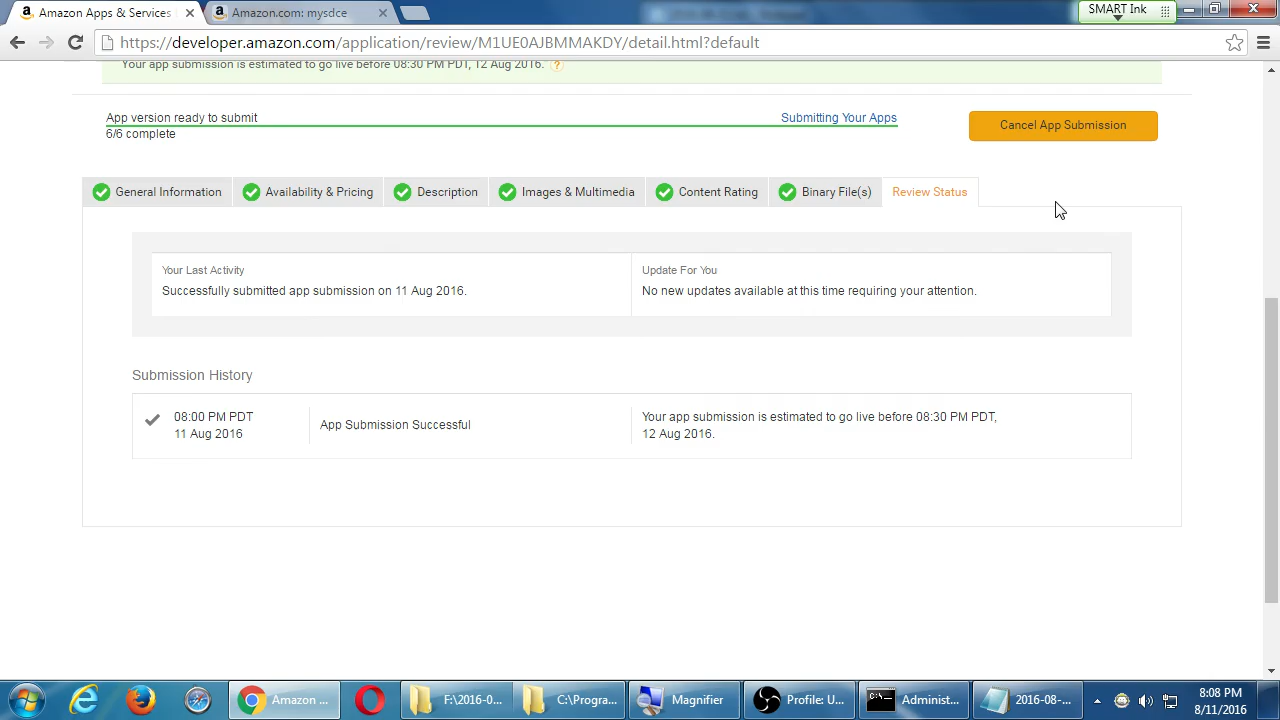 Amazon Apps & Services
Amazon.com: mysdce
SMART Ink
https://developer.amazon.com/application/review/M1UE0AJBMMAKDY/detail.html?default
Your app submission is estimated to go live before 08:30 PM PDT, 12 Aug 2016. ?
App version ready to submit
Submitting Your Apps
Cancel App Submission
6/6 complete
General Information
Availability & Pricing
Description
Images & Multimedia
Content Rating
Binary File(s)
Review Status
Your Last Activity
Successfully submitted app submission on 11 Aug 2016.
Update For You
No new updates available at this time requiring your attention.
Submission History
08:00 PM PDT
11 Aug 2016
App Submission Successful
Your app submission is estimated to go live before 08:30 PM PDT,
12 Aug 2016.
Amazon ...
F:\2016-0...
C:\Progra...
Magnifier
Profile: U...
C:\
Administ...
2016-08-...
8:08 PM
8/11/2016